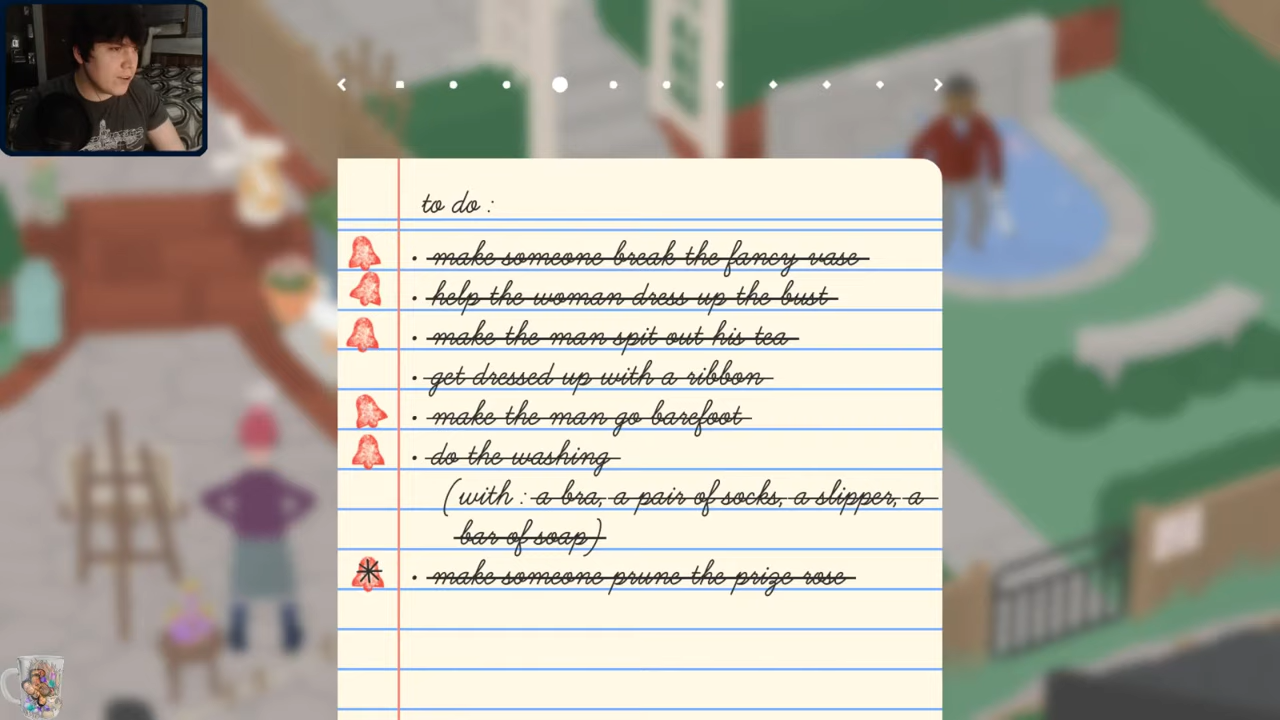 to do :
• make someone break the fancy vase
• help the woman dress up the bust
• make the man spit out his tea
• get dressed up with a ribbon
• make the man go barefoot
• do the washing
(with : a bra, a pair of socks, a slipper, a
bar of soap)
• make someone prune the prize rose